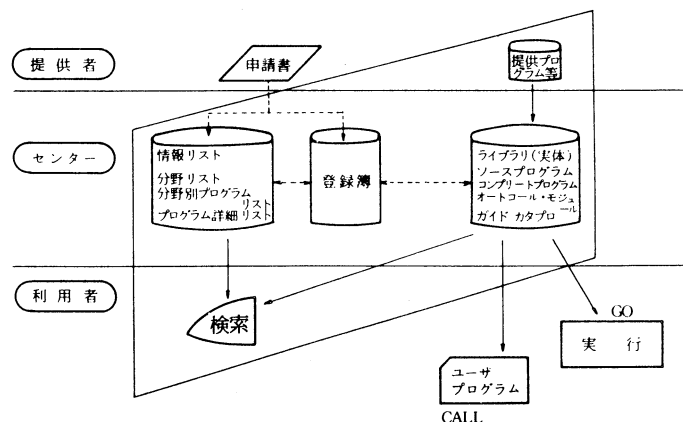 提供者
申請書
提供プロ
グラム等
センター
情報リスト
分野リスト
分野別プログラム
リスト
プログラム詳細リスト
登録簿
ライブラリ(実体)
ソースプログラム
コンプリートプログラム
オートコール・モジュ
ール
ガイド カタプロ
利用者
検索
GO
実行
ユーザ
プログラム
CALL